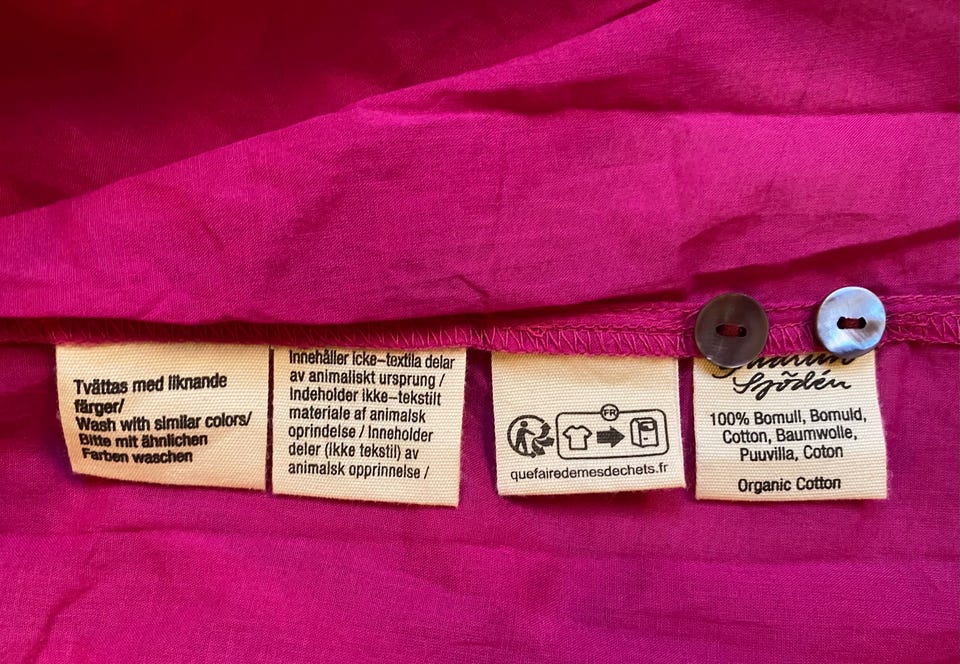 Tvättas med liknande
färger/
Wash with similar colors/
Bitte mit ähnlichen
Farben waschen
Innehåller icke-textila delar
av animaliskt ursprung /
Indeholder ikke-tekstilt
materiale af animalsk
oprindelse / Inneholder
deler (ikke tekstil) av
animalsk opprinnelse /
FR
quefairedemesdechets.fr
Sjödén
100% Bomull, Bomuld,
Cotton, Baumwolle,
Puuvilla, Coton
Organic Cotton